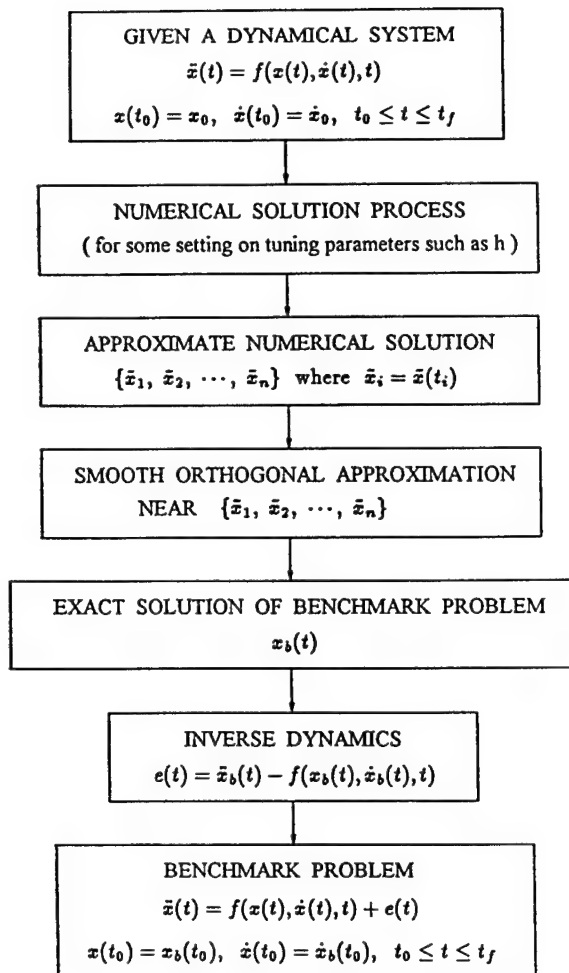 GIVEN A DYNAMICAL SYSTEM
ẍ(t) = f(x(t), ẋ(t), t)
x(t₀) = x₀, ẋ(t₀) = ẋ₀, t₀ ≤ t ≤ t_f
NUMERICAL SOLUTION PROCESS
( for some setting on tuning parameters such as h )
APPROXIMATE NUMERICAL SOLUTION
{x̃₁, x̃₂, ···, x̃ₙ} where x̃ᵢ = x̃(tᵢ)
SMOOTH ORTHOGONAL APPROXIMATION
NEAR {x̃₁, x̃₂, ···, x̃ₙ}
EXACT SOLUTION OF BENCHMARK PROBLEM
x_b(t)
INVERSE DYNAMICS
e(t) = ẍ_b(t) − f(x_b(t), ẋ_b(t), t)
BENCHMARK PROBLEM
ẍ(t) = f(x(t), ẋ(t), t) + e(t)
x(t₀) = x_b(t₀), ẋ(t₀) = ẋ_b(t₀), t₀ ≤ t ≤ t_f